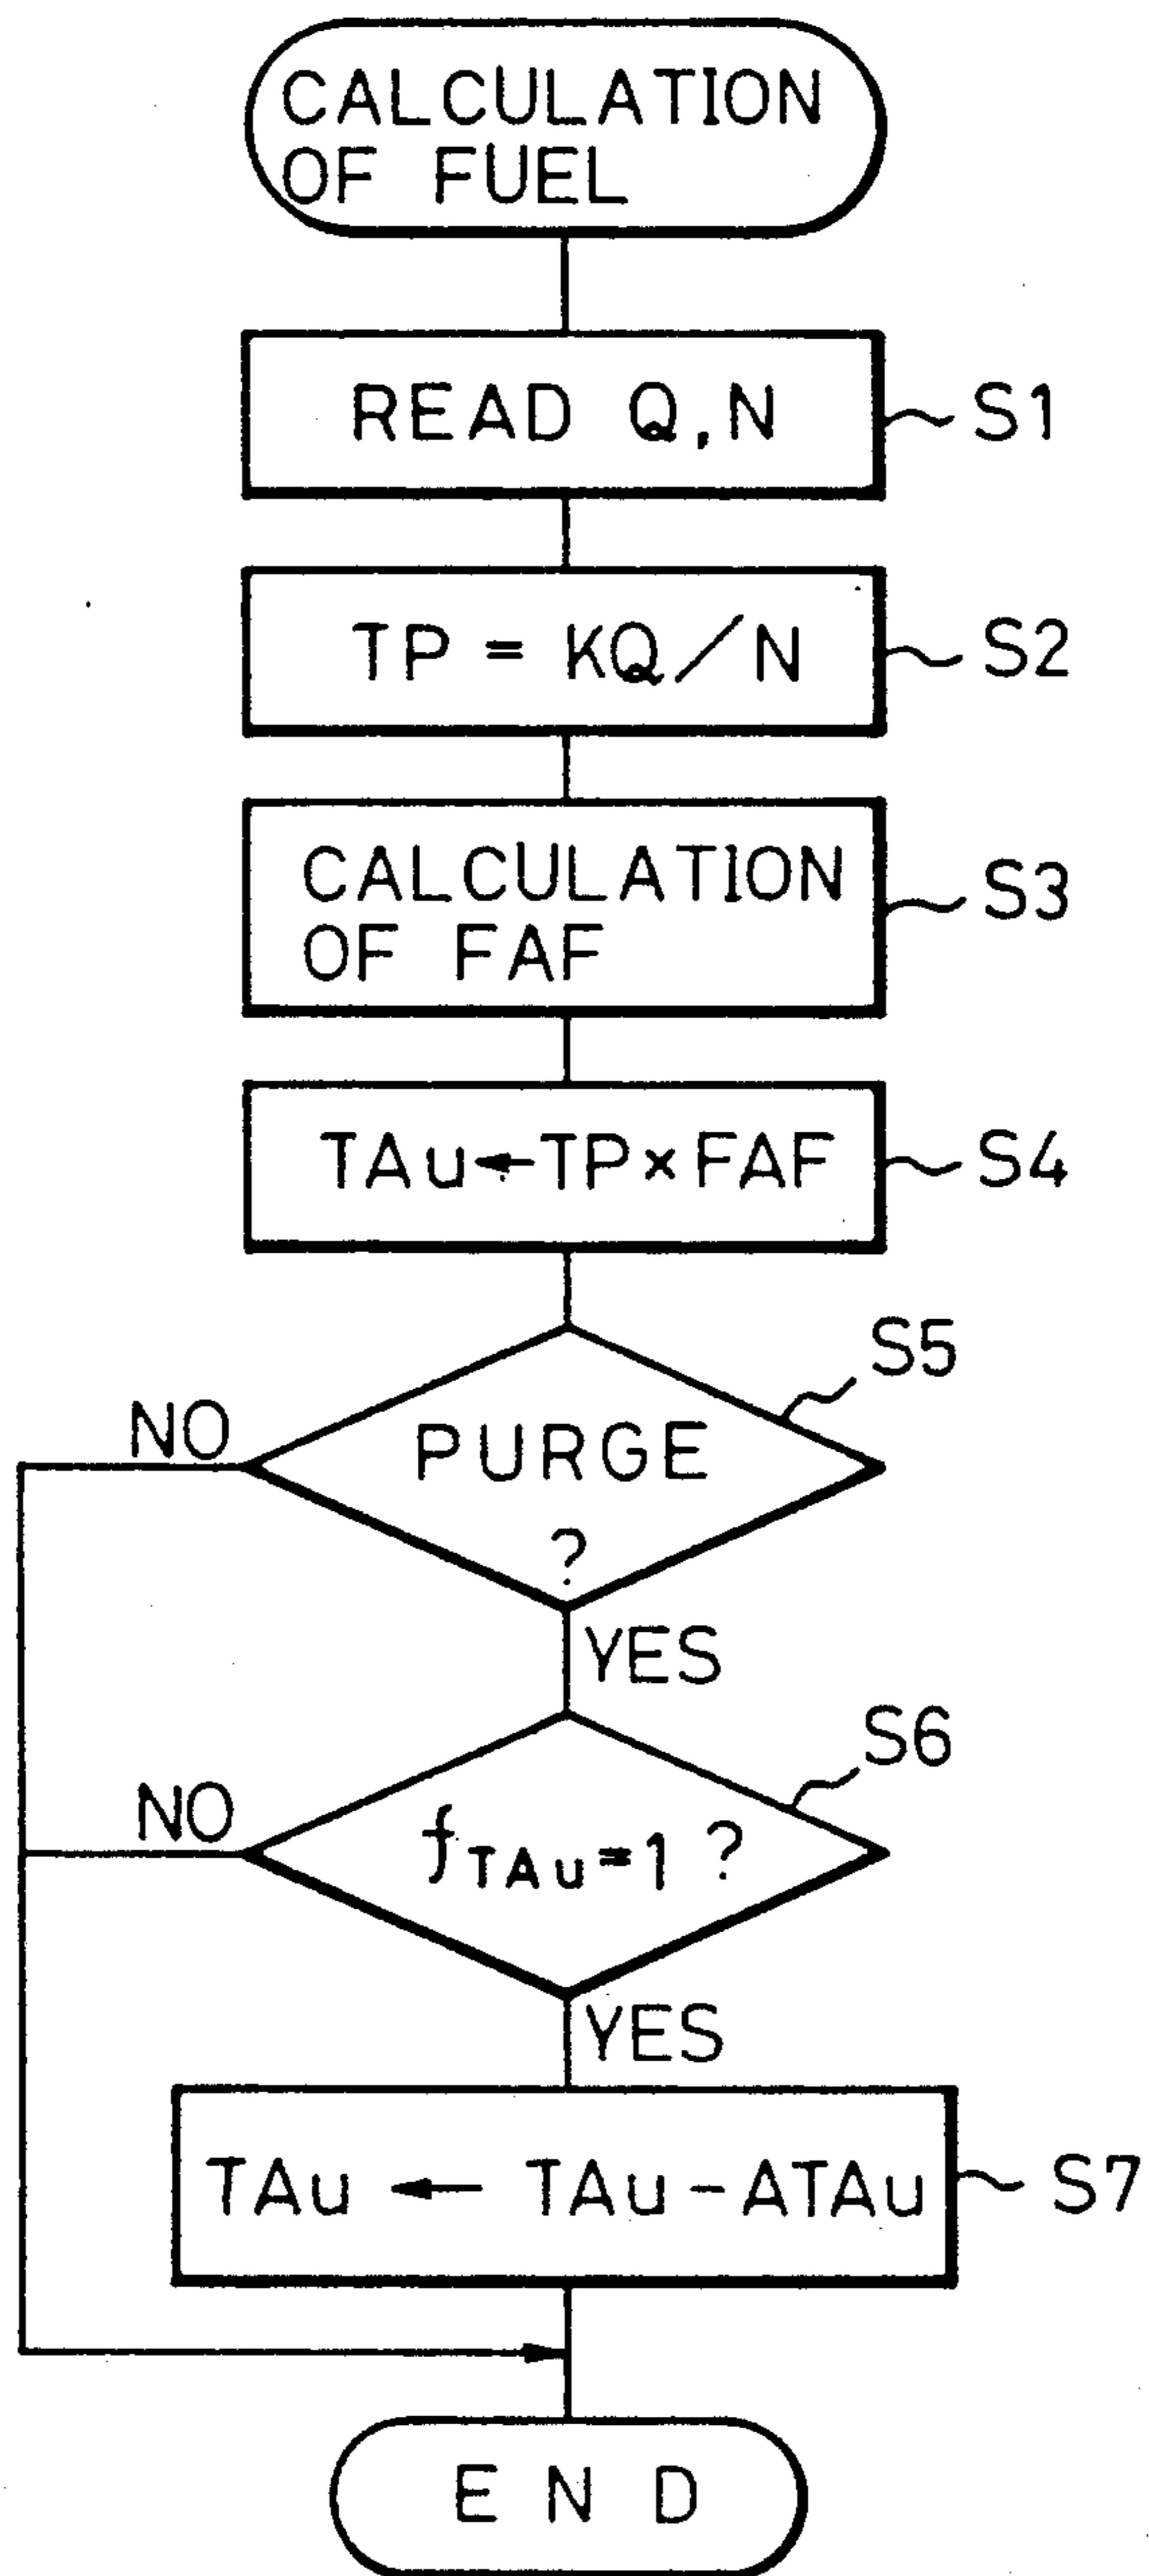 CALCULATION
OF FUEL
READ Q,N
S1
TP = KQ/N
S2
CALCULATION
OF FAF
S3
TAu←TP×FAF
S4
S5
NO
PURGE
?
YES
S6
NO
fTAu=1 ?
YES
TAu ← TAu-ATAu
S7
END